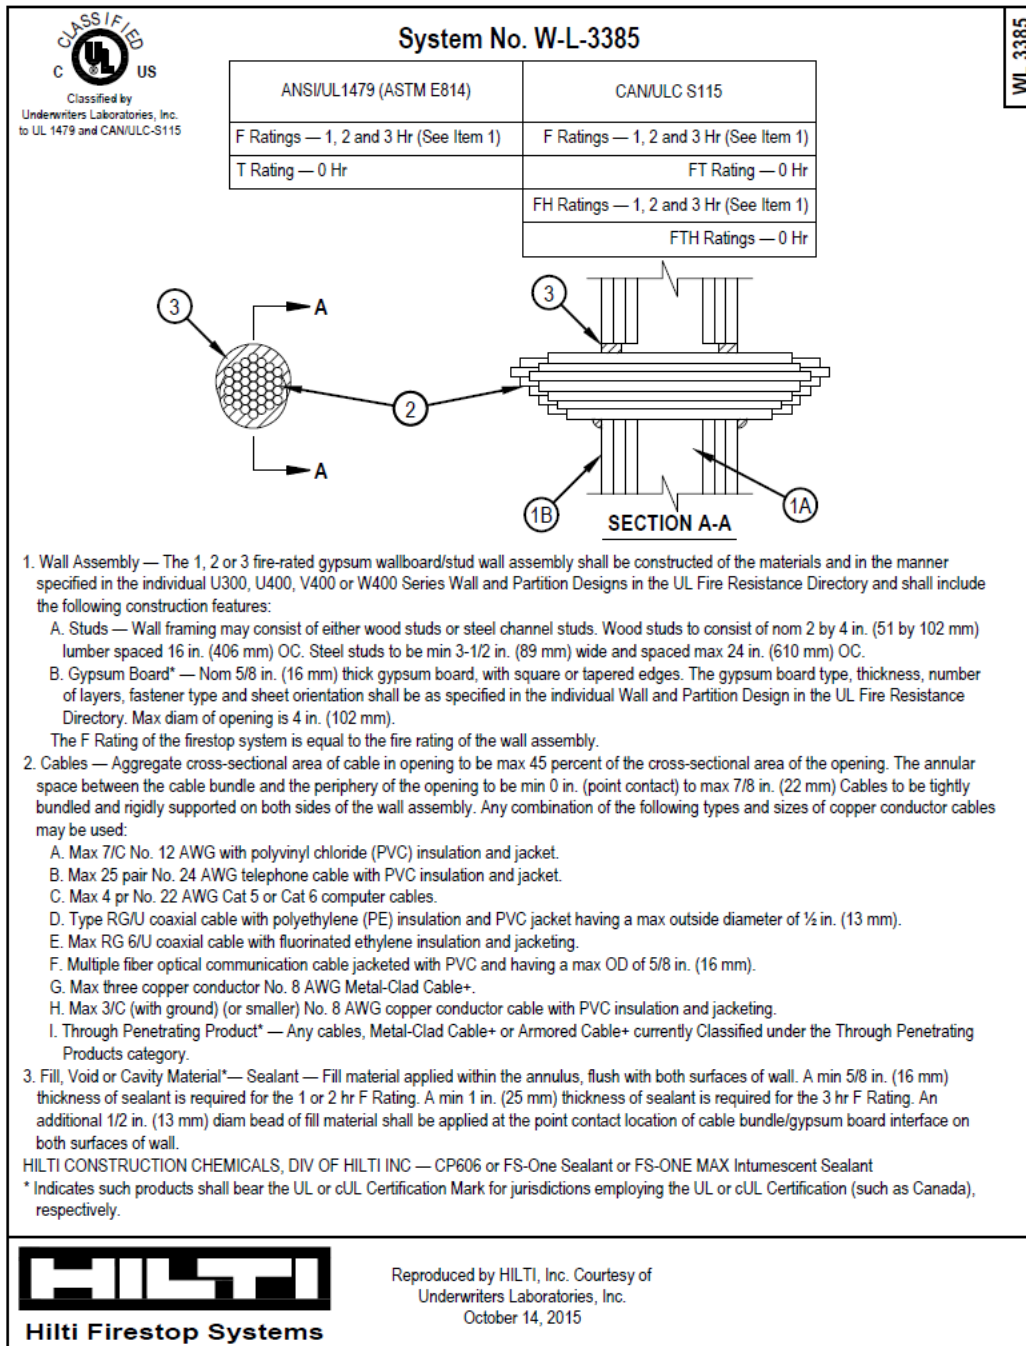 CLASSIFIED
C UL ® US
Classified by
Underwriters Laboratories, Inc.
to UL 1479 and CAN/ULC-S115
System No. W-L-3385
WL 3385
ANSI/UL1479 (ASTM E814)
CAN/ULC S115
F Ratings — 1, 2 and 3 Hr (See Item 1)
F Ratings — 1, 2 and 3 Hr (See Item 1)
T Rating — 0 Hr
FT Rating — 0 Hr
FH Ratings — 1, 2 and 3 Hr (See Item 1)
FTH Ratings — 0 Hr
3
A
3
2
A
1B
1A
SECTION A-A
1. Wall Assembly — The 1, 2 or 3 fire-rated gypsum wallboard/stud wall assembly shall be constructed of the materials and in the manner
specified in the individual U300, U400, V400 or W400 Series Wall and Partition Designs in the UL Fire Resistance Directory and shall include
the following construction features:
A. Studs — Wall framing may consist of either wood studs or steel channel studs. Wood studs to consist of nom 2 by 4 in. (51 by 102 mm)
lumber spaced 16 in. (406 mm) OC. Steel studs to be min 3-1/2 in. (89 mm) wide and spaced max 24 in. (610 mm) OC.
B. Gypsum Board* — Nom 5/8 in. (16 mm) thick gypsum board, with square or tapered edges. The gypsum board type, thickness, number
of layers, fastener type and sheet orientation shall be as specified in the individual Wall and Partition Design in the UL Fire Resistance
Directory. Max diam of opening is 4 in. (102 mm).
The F Rating of the firestop system is equal to the fire rating of the wall assembly.
2. Cables — Aggregate cross-sectional area of cable in opening to be max 45 percent of the cross-sectional area of the opening. The annular
space between the cable bundle and the periphery of the opening to be min 0 in. (point contact) to max 7/8 in. (22 mm) Cables to be tightly
bundled and rigidly supported on both sides of the wall assembly. Any combination of the following types and sizes of copper conductor cables
may be used:
A. Max 7/C No. 12 AWG with polyvinyl chloride (PVC) insulation and jacket.
B. Max 25 pair No. 24 AWG telephone cable with PVC insulation and jacket.
C. Max 4 pr No. 22 AWG Cat 5 or Cat 6 computer cables.
D. Type RG/U coaxial cable with polyethylene (PE) insulation and PVC jacket having a max outside diameter of ½ in. (13 mm).
E. Max RG 6/U coaxial cable with fluorinated ethylene insulation and jacketing.
F. Multiple fiber optical communication cable jacketed with PVC and having a max OD of 5/8 in. (16 mm).
G. Max three copper conductor No. 8 AWG Metal-Clad Cable+.
H. Max 3/C (with ground) (or smaller) No. 8 AWG copper conductor cable with PVC insulation and jacketing.
I. Through Penetrating Product* — Any cables, Metal-Clad Cable+ or Armored Cable+ currently Classified under the Through Penetrating
Products category.
3. Fill, Void or Cavity Material*— Sealant — Fill material applied within the annulus, flush with both surfaces of wall. A min 5/8 in. (16 mm)
thickness of sealant is required for the 1 or 2 hr F Rating. A min 1 in. (25 mm) thickness of sealant is required for the 3 hr F Rating. An
additional 1/2 in. (13 mm) diam bead of fill material shall be applied at the point contact location of cable bundle/gypsum board interface on
both surfaces of wall.
HILTI CONSTRUCTION CHEMICALS, DIV OF HILTI INC — CP606 or FS-One Sealant or FS-ONE MAX Intumescent Sealant
* Indicates such products shall bear the UL or cUL Certification Mark for jurisdictions employing the UL or cUL Certification (such as Canada),
respectively.
HILTI
Hilti Firestop Systems
Reproduced by HILTI, Inc. Courtesy of
Underwriters Laboratories, Inc.
October 14, 2015